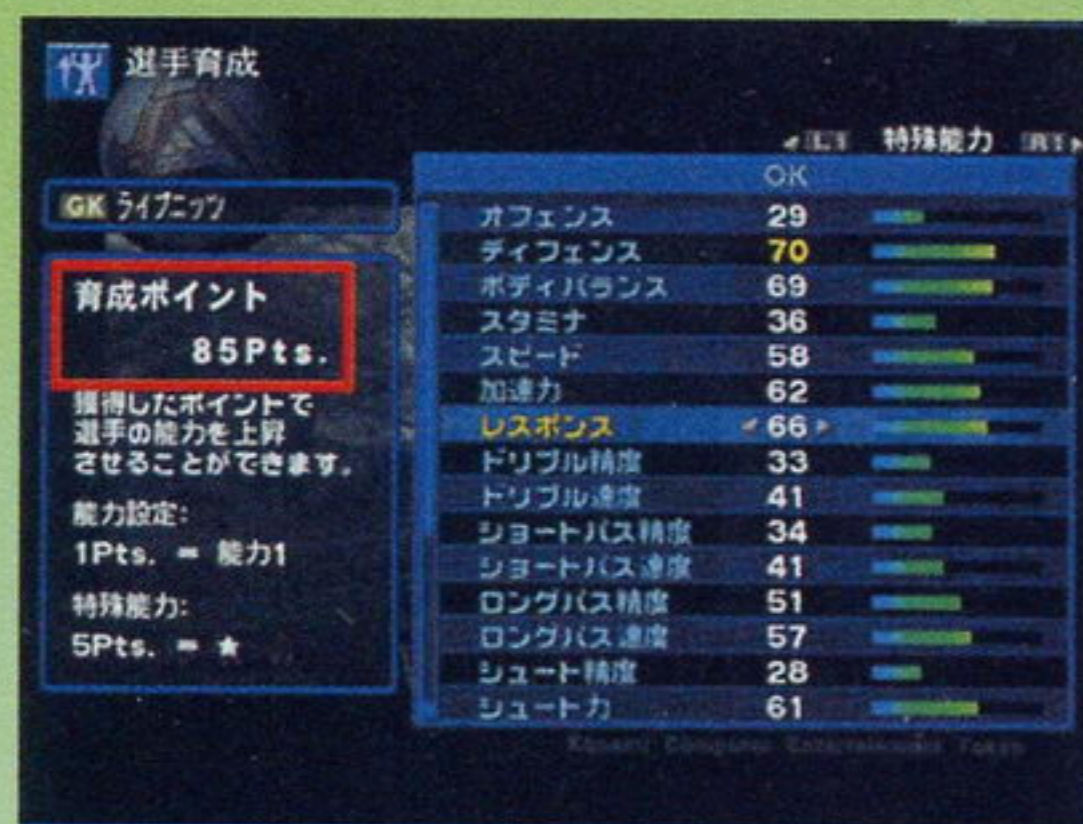 選手育成
L1 特殊能力 R1
GK ライプニッツ
育成ポイント
85Pts.
獲得したポイントで
選手の能力を上昇
させることができます。
能力設定:
1Pts. = 能力1
特殊能力:
5Pts. = ★
OK
オフェンス 29
ディフェンス 70
ボディバランス 69
スタミナ 36
スピード 58
加速力 62
レスポンス 66
ドリブル精度 33
ドリブル速度 41
ショートパス精度 34
ショートパス速度 41
ロングパス精度 51
ロングパス速度 57
シュート精度 28
シュート力 61
Konami Computer Entertainment Tokyo